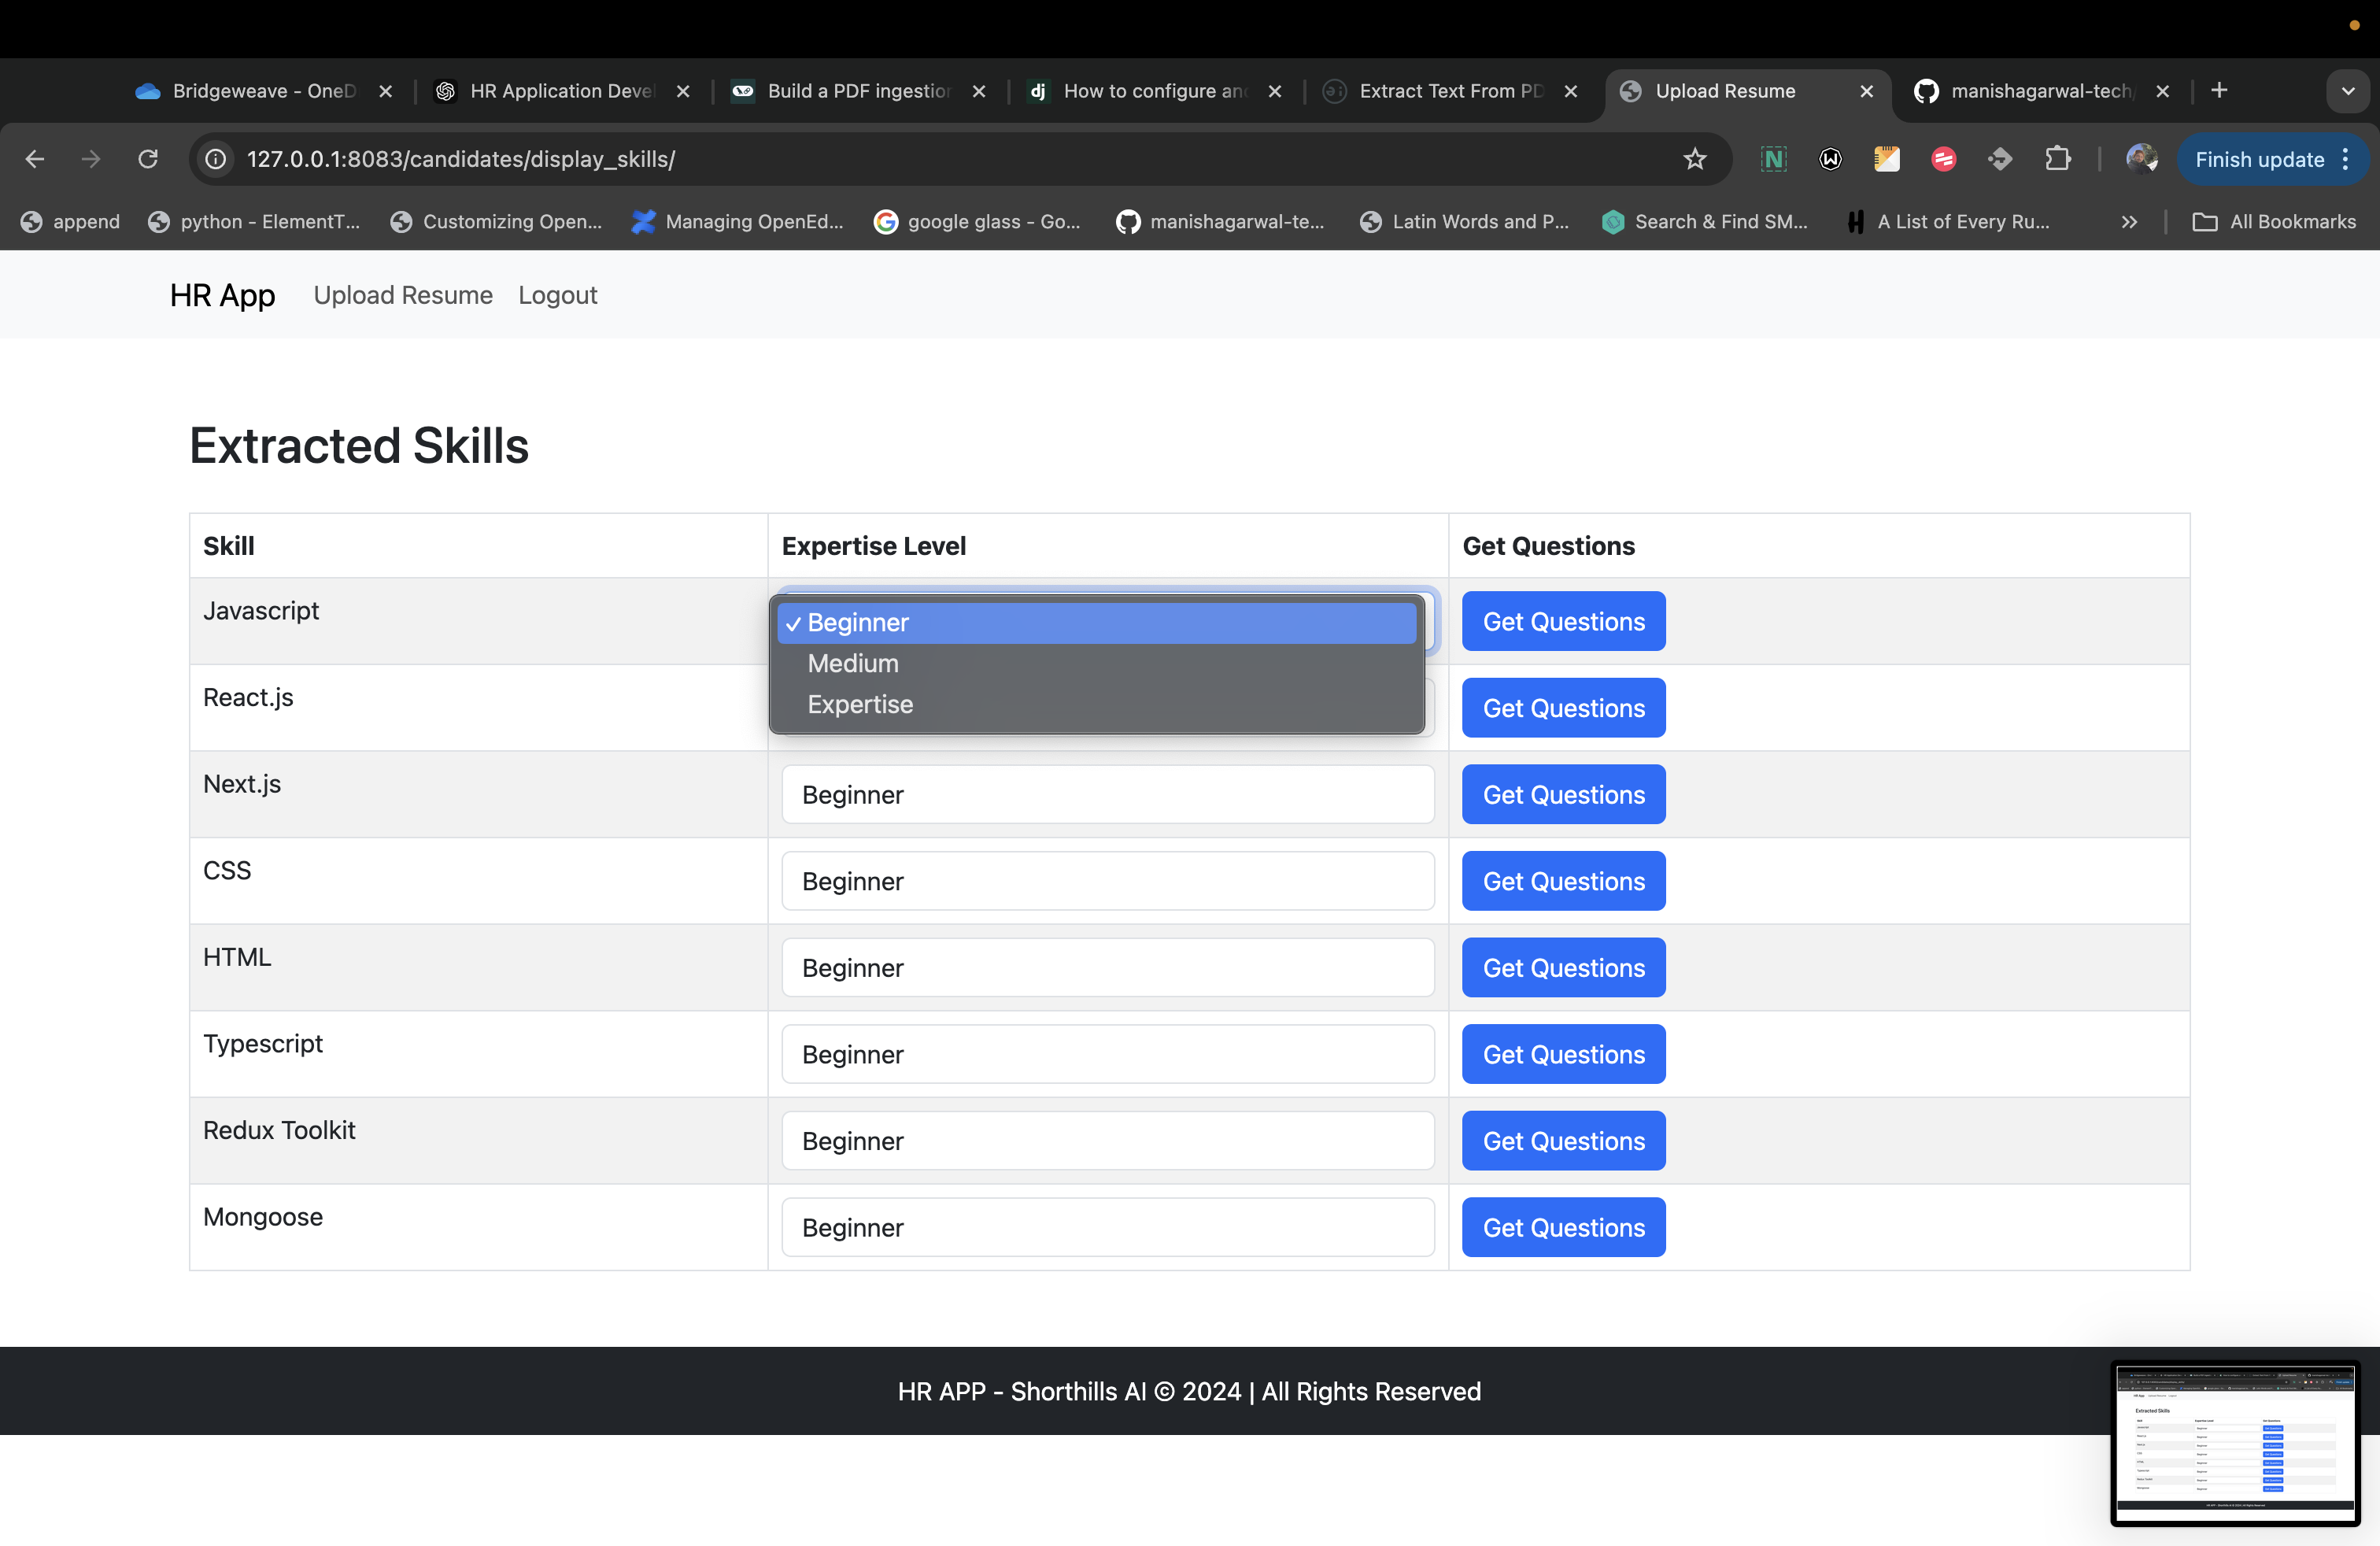 Bridgeweave - OneD
HR Application Deve
Build a PDF ingestion
How to configure an
Extract Text From PD
Upload Resume
manishagarwal-tech/
127.0.0.1:8083/candidates/display_skills/
Finish update
append
python - ElementT...
Customizing Open...
Managing OpenEd...
google glass - Go...
manishagarwal-te...
Latin Words and P...
Search & Find SM...
A List of Every Ru...
All Bookmarks
HR App Upload Resume Logout
Extracted Skills
Skill Expertise Level Get Questions
Javascript Beginner Get Questions
Medium
React.js Expertise Get Questions
Next.js Beginner Get Questions
CSS Beginner Get Questions
HTML Beginner Get Questions
Typescript Beginner Get Questions
Redux Toolkit Beginner Get Questions
Mongoose Beginner Get Questions
HR APP - Shorthills AI © 2024 | All Rights Reserved
Extracted Skills